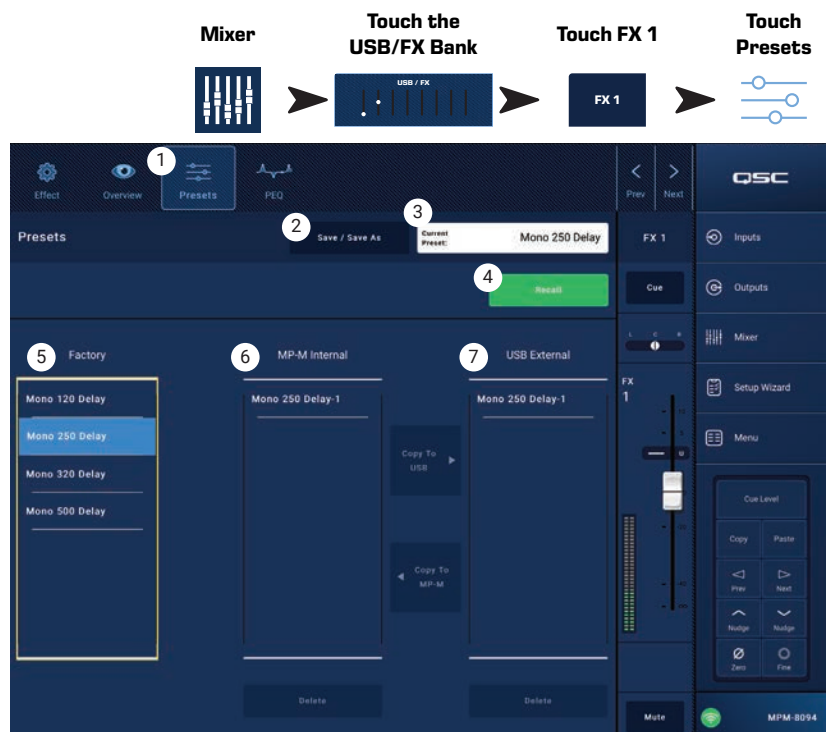 Mixer
Touch the
USB/FX Bank
Touch FX 1
Touch
Presets
USB / FX
FX 1
1
Effect
Overview
Presets
PEQ
Prev
Next
QSC
Presets
2
Save / Save As
3
Current
Preset:
Mono 250 Delay
FX 1
Inputs
4
Recall
Cue
Outputs
L C R
Mixer
5
Factory
6
MP-M Internal
7
USB External
FX
1
Setup Wizard
Mono 120 Delay
Mono 250 Delay-1
Mono 250 Delay-1
Menu
Mono 250 Delay
U
Copy To
USB
Mono 320 Delay
Cue Level
Mono 500 Delay
Copy
Paste
Copy To
MP-M
Prev
Next
Nudge
Nudge
Zero
Fine
Delete
Delete
Mute
MPM-8094